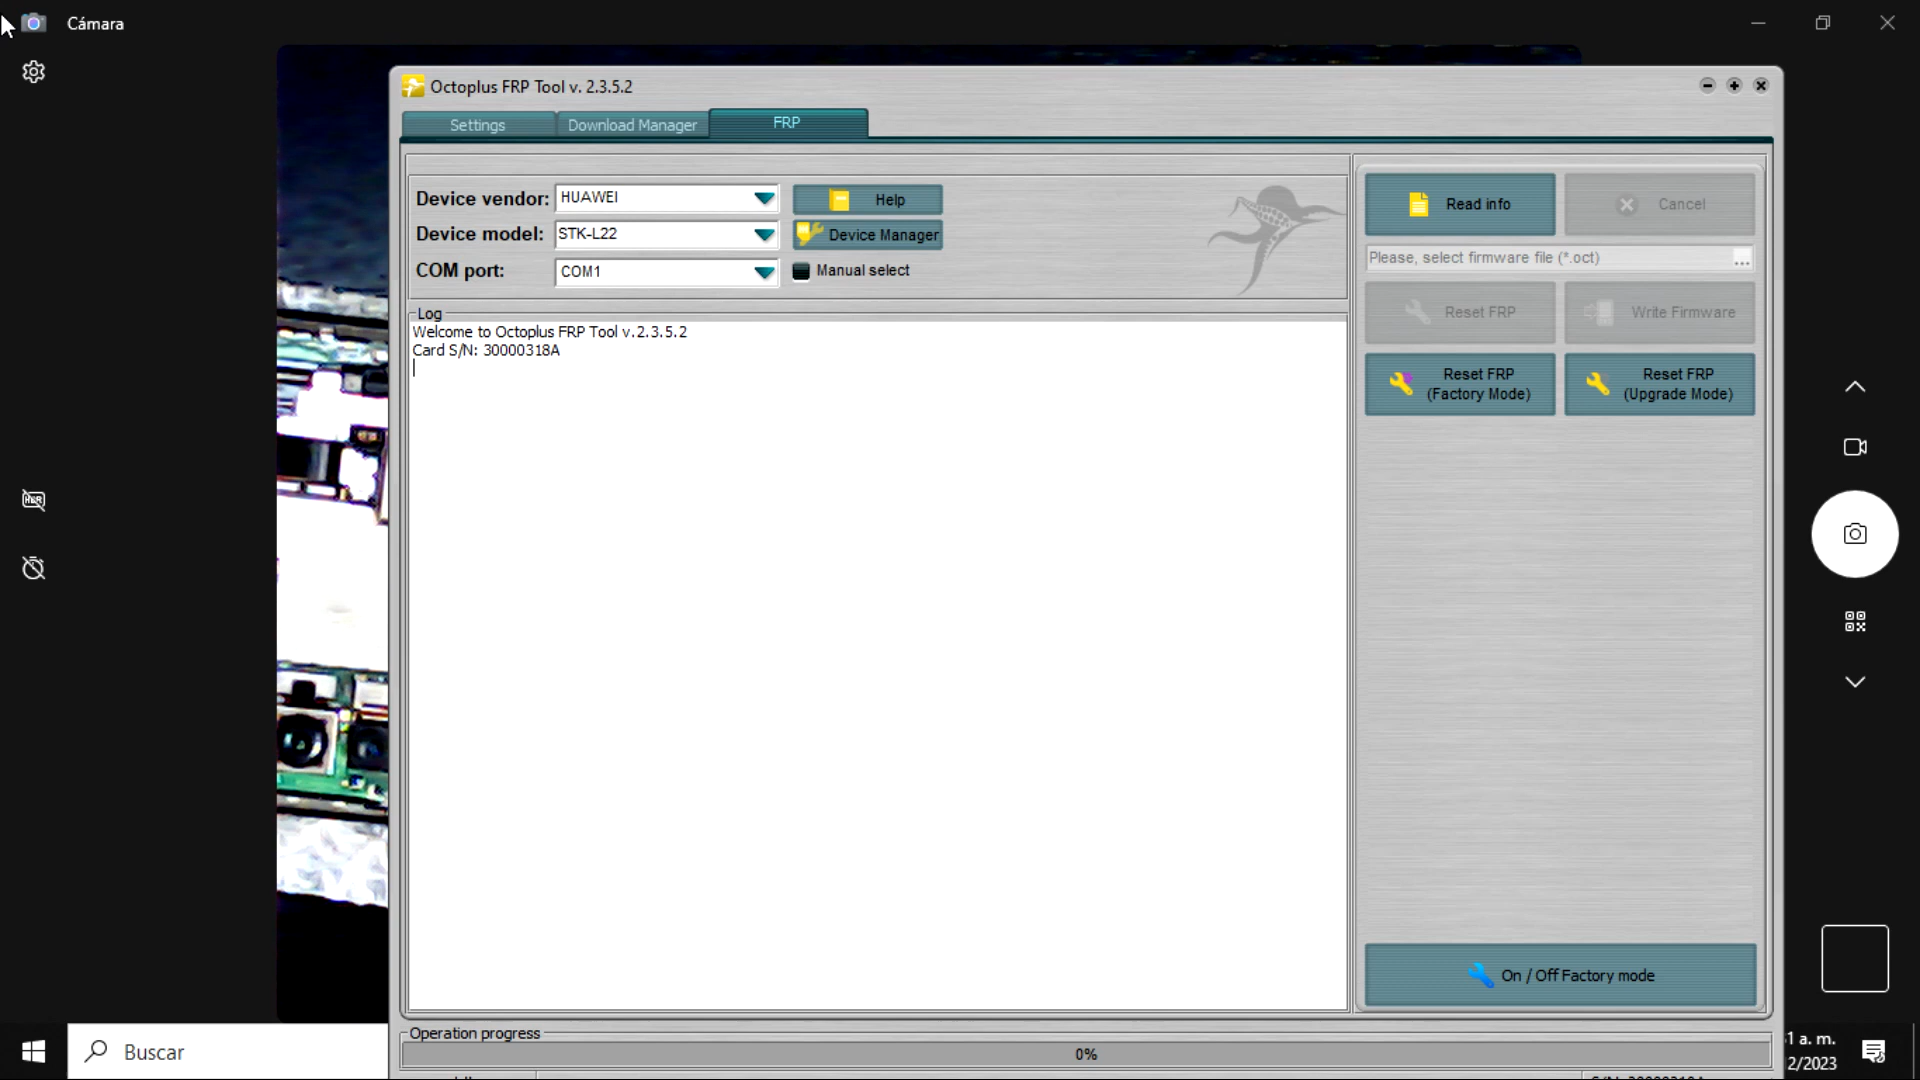 Cámara
Octoplus FRP Tool v. 2.3.5.2
Settings
Download Manager
FRP
Device vendor:
HUAWEI
Help
Device model:
STK-L22
Device Manager
COM port:
COM1
Manual select
Read info
Cancel
Please, select firmware file (*.oct)
...
Reset FRP
Write Firmware
Reset FRP
(Factory Mode)
Reset FRP
(Upgrade Mode)
Log
Welcome to Octoplus FRP Tool v.2.3.5.2
Card S/N: 30000318A
HDR
On / Off Factory mode
Operation progress
0%
Buscar
1 a. m.
2/2023